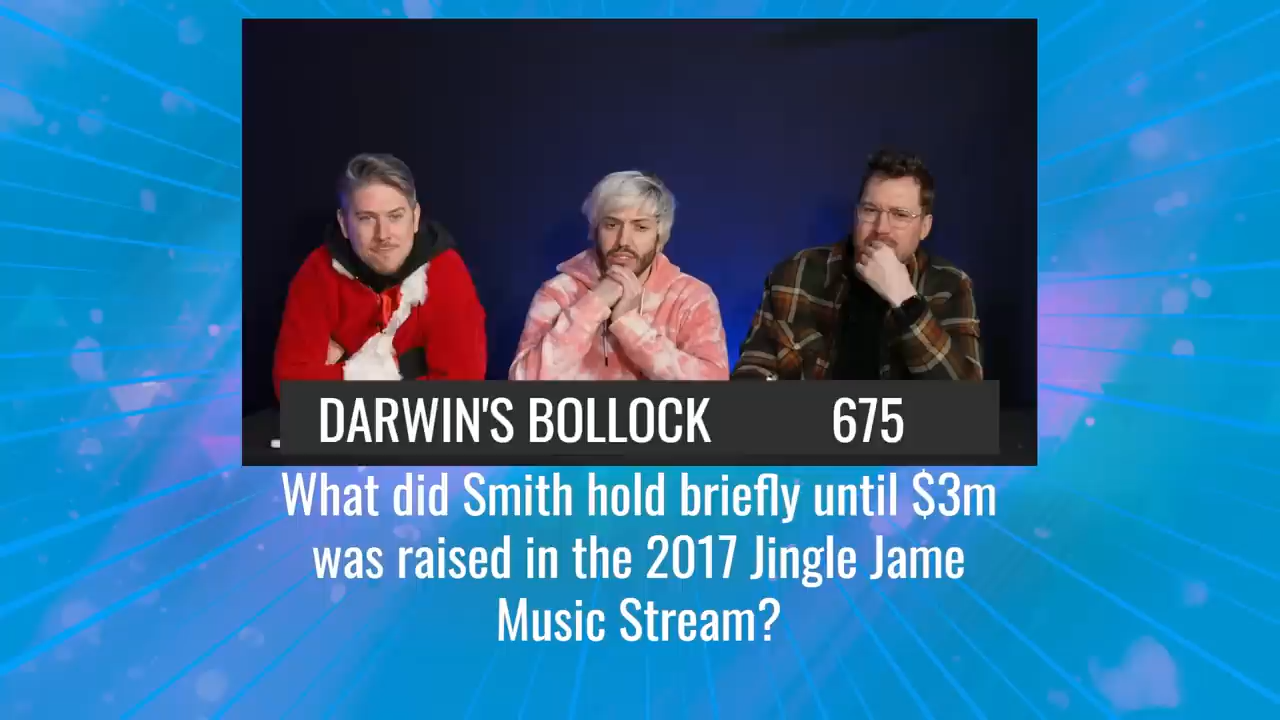 DARWIN'S BOLLOCK 675
What did Smith hold briefly until $3m
was raised in the 2017 Jingle Jame
Music Stream?